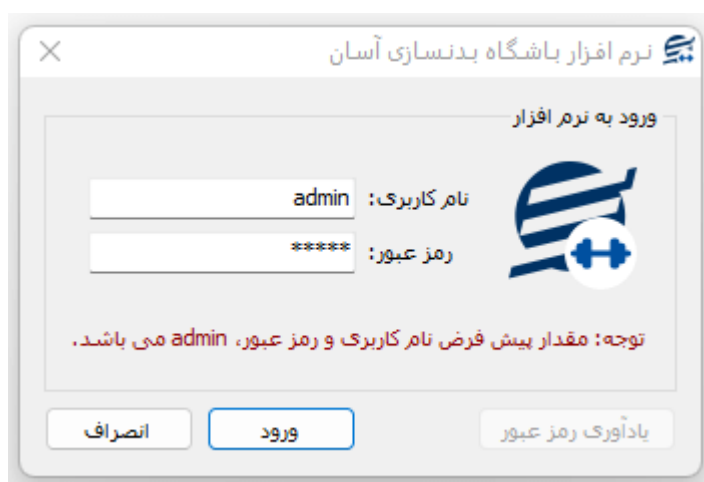 نرم افزار باشگاه بدنسازی آسان
ورود به نرم افزار
نام کاربری: admin
رمز عبور: *****
توجه: مقدار پیش فرض نام کاربری و رمز عبور، admin می باشد.
یادآوری رمز عبور
ورود
انصراف